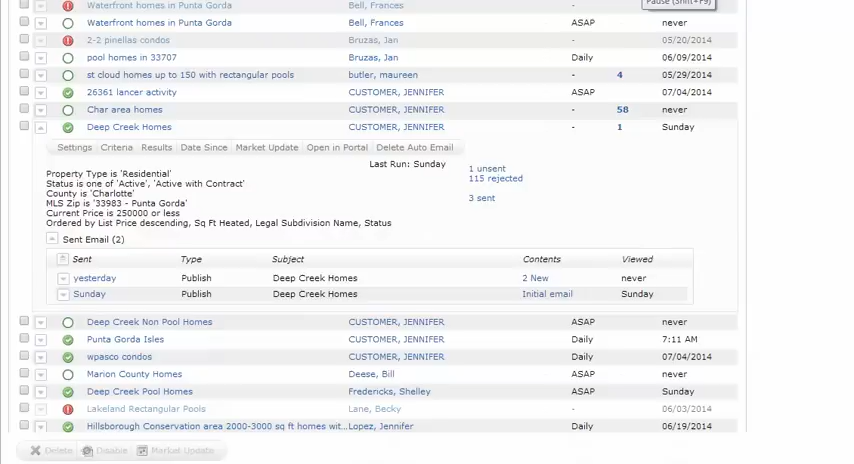 Waterfront homes in Punta Gorda Bell, Frances -
Pause (Shift+F9)
Waterfront homes in Punta Gorda Bell, Frances ASAP never
2-2 pinellas condos Bruzas, Jan - 05/20/2014
pool homes in 33707 Bruzas, Jan Daily 06/09/2014
st cloud homes up to 150 with rectangular pools butler, maureen - 4 05/29/2014
26361 lancer activity CUSTOMER, JENNIFER ASAP 07/04/2014
Char area homes CUSTOMER, JENNIFER - 58 never
Deep Creek Homes CUSTOMER, JENNIFER - 1 Sunday
Settings Criteria Results Date Since Market Update Open in Portal Delete Auto Email
Last Run: Sunday 1 unsent
Property Type is 'Residential' 115 rejected
Status is one of 'Active', 'Active with Contract'
County is 'Charlotte' 3 sent
MLS Zip is '33983 - Punta Gorda'
Current Price is 250000 or less
Ordered by List Price descending, Sq Ft Heated, Legal Subdivision Name, Status
Sent Email (2)
Sent Type Subject Contents Viewed
yesterday Publish Deep Creek Homes 2 New never
Sunday Publish Deep Creek Homes Initial email Sunday
Deep Creek Non Pool Homes CUSTOMER, JENNIFER ASAP never
Punta Gorda Isles CUSTOMER, JENNIFER Daily 7:11 AM
wpasco condos CUSTOMER, JENNIFER Daily 07/04/2014
Marion County Homes Deese, Bill ASAP never
Deep Creek Pool Homes Fredericks, Shelley ASAP Sunday
Lakeland Rectangular Pools Lane, Becky - 06/03/2014
Hillsborough Conservation area 2000-3000 sq ft homes wit... Lopez, Jennifer Daily 06/19/2014
Delete Disable Market Update